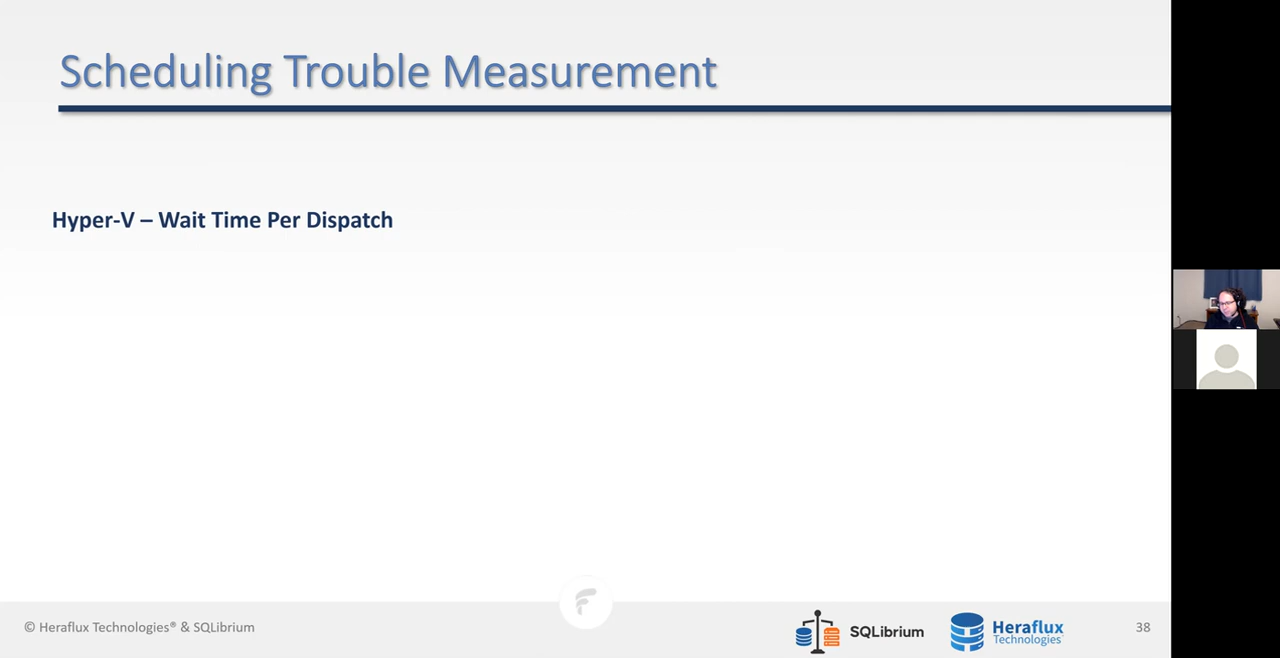 Scheduling Trouble Measurement
Hyper-V – Wait Time Per Dispatch
© Heraflux Technologies® & SQLibrium
SQLibrium
Heraflux
Technologies
38